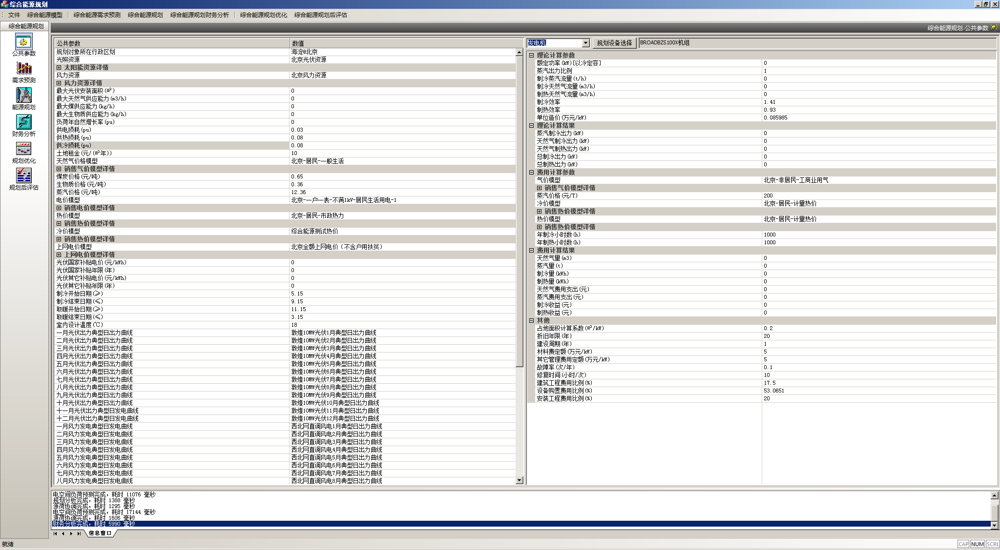 综合能源规划
文件 综合能源模型 综合能源需求预测 综合能源规划 综合能源规划财务分析 综合能源规划优化 综合能源规划后评估
综合能源规划
综合能源规划-公共参数
公共参数
需求预测
能源规划
财务分析
规划优化
规划后评估
公共参数 数值
规划对象所在行政区划 海淀@北京
光照资源 北京光伏资源
太阳能资源详情
风力资源 北京风力资源
风力资源详情
最大光伏安装面积(m²) 0
最大天然气供应能力(m3/h) 0
最大煤供应能力(kg/h) 0
最大生物质供应能力(kg/h) 0
负荷年自然增长率(pu) 0
供电损耗(pu) 0.03
供热损耗(pu) 0.08
供冷损耗(pu) 0.08
土地租金(元/(m²年)) 10
天然气价格模型 北京-居民-一般生活
销售气价模型详情
煤炭价格(元/吨) 0.65
生物质价格(元/吨) 0.36
蒸汽价格(元/吨) 12.36
电价模型 北京-一户一表-不满1kV-居民生活用电-1
销售电价模型详情
热价模型 北京-居民-市政热力
销售热价模型详情
冷价模型 综合能源测试热价
销售热价模型详情
上网电价模型 北京全额上网电价（不含户用扶贫）
上网电价模型详情
光伏国家补贴电价(元/kWh) 0
光伏国家补贴年限(年) 0
光伏其它补贴电价(元/kWh) 0
光伏其它补贴年限(年) 0
制冷开始日期(≥) 5.15
制冷结束日期(≤) 9.15
取暖开始日期(≥) 11.15
取暖结束日期(≤) 3.15
室内设计温度(℃) 18
一月光伏出力典型日出力曲线 敦煌10MW光伏1月典型日出力曲线
二月光伏出力典型日出力曲线 敦煌10MW光伏2月典型日出力曲线
三月光伏出力典型日出力曲线 敦煌10MW光伏3月典型日出力曲线
四月光伏出力典型日出力曲线 敦煌10MW光伏4月典型日出力曲线
五月光伏出力典型日出力曲线 敦煌10MW光伏5月典型日出力曲线
六月光伏出力典型日出力曲线 敦煌10MW光伏6月典型日出力曲线
七月光伏出力典型日出力曲线 敦煌10MW光伏7月典型日出力曲线
八月光伏出力典型日出力曲线 敦煌10MW光伏8月典型日出力曲线
九月光伏出力典型日出力曲线 敦煌10MW光伏9月典型日出力曲线
十月光伏出力典型日出力曲线 敦煌10MW光伏10月典型日出力曲线
十一月光伏出力典型日发电曲线 敦煌10MW光伏11月典型日出力曲线
十二月光伏出力典型日发电曲线 敦煌10MW光伏12月典型日出力曲线
一月风力发电典型日发电曲线 西北网直调风电1月典型日出力曲线
二月风力发电典型日发电曲线 西北网直调风电2月典型日出力曲线
三月风力发电典型日发电曲线 西北网直调风电3月典型日出力曲线
四月风力发电典型日发电曲线 西北网直调风电4月典型日出力曲线
五月风力发电典型日发电曲线 西北网直调风电5月典型日出力曲线
六月风力发电典型日发电曲线 西北网直调风电6月典型日出力曲线
七月风力发电典型日发电曲线 西北网直调风电7月典型日出力曲线
八月风力发电典型日发电曲线 西北网直调风电8月典型日出力曲线
发电机 规划设备选择 BROADBZS100X机组
理论计算参数
额定功率(kW)[以冷定容] 0
蒸汽出力比例 1
制冷蒸汽流量(t/h) 0
制冷天然气流量(m3/h) 0
制热天然气流量(m3/h) 0
制冷效率 1.41
制热效率 0.93
单位造价(万元/kW) 0.085985
理论计算结果
蒸汽制冷出力(kW) 0
天然气制冷出力(kW) 0
天然气制热出力(kW) 0
总制冷出力(kW) 0
总制热出力(kW) 0
费用计算参数
气价模型 北京-非居民-工商业用气
销售气价模型详情
蒸汽价格(元/T) 200
冷价模型 北京-居民-计量热价
销售热价模型详情
热价模型 北京-居民-计量热价
销售热价模型详情
年制冷小时数(h) 1000
年制热小时数(h) 1000
费用计算结果
天然气量(m3) 0
蒸汽量(t) 0
制冷量(kWh) 0
制热量(kWh) 0
天然气费用支出(元) 0
蒸汽费用支出(元) 0
制冷收益(元) 0
制热收益(元) 0
其他
占地面积计算系数(m²/kW) 0.2
折旧年限(年) 20
建设周期(年) 1
材料费定额(万元/kW) 5
其它管理费用定额(万元/kW) 5
故障率(次/年) 0.1
修复时间(小时/次) 10
建筑工程费用比例(%) 17.5
设备购置费用比例(%) 53.0651
安装工程费用比例(%) 20
电空间负荷预测完成，耗时 11076 毫秒
规划分析完成，耗时 1388 毫秒
源荷协调完成，耗时 1295 毫秒
电空间负荷预测完成，耗时 17144 毫秒
源荷协调完成，耗时 1606 毫秒
财务分析完成，耗时 5990 毫秒
信息窗口
就绪 CAP NUM SCRL